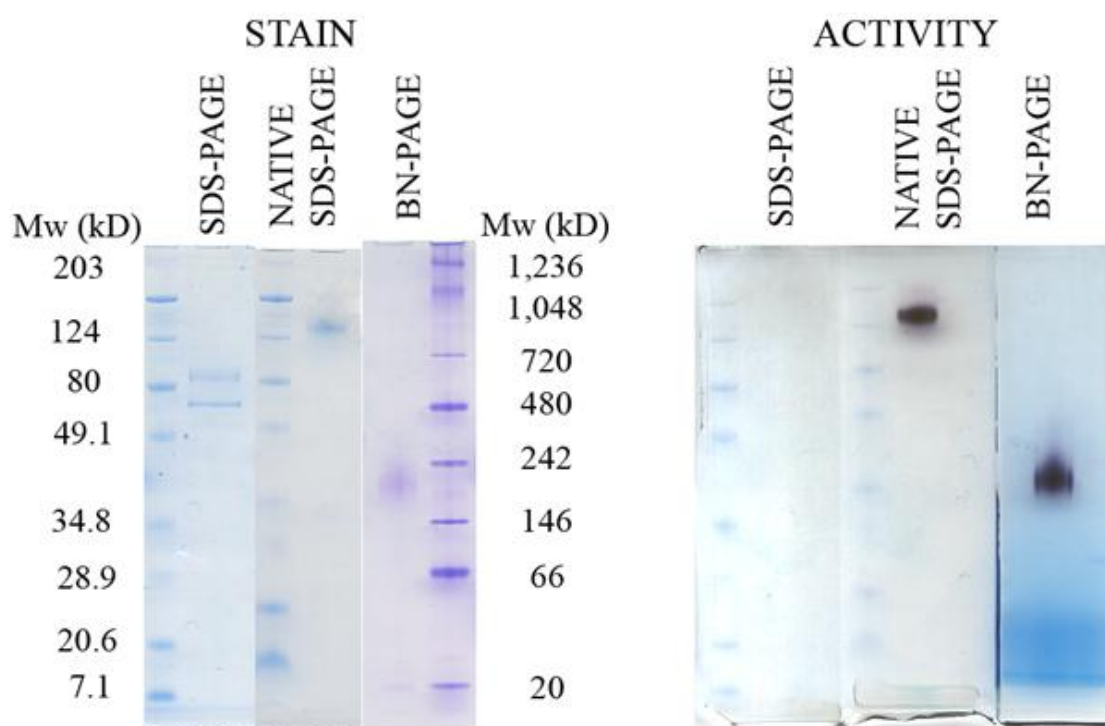 STAIN
ACTIVITY
SDS-PAGE
NATIVE
SDS-PAGE
BN-PAGE
SDS-PAGE
NATIVE
SDS-PAGE
BN-PAGE
Mw (kD)
203
124
80
49.1
34.8
28.9
20.6
7.1
Mw (kD)
1,236
1,048
720
480
242
146
66
20